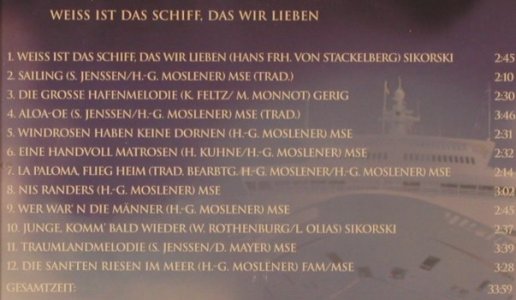 WEISS IST DAS SCHIFF, DAS WIR LIEBEN
1. WEISS IST DAS SCHIFF, DAS WIR LIEBEN (HANS FRH. VON STACKELBERG) SIKORSKI 2:45
2. SAILING (S. JENSSEN/H.-G. MOSLENER) MSE (TRAD.) 2:10
3. DIE GROSSE HAFENMELODIE (K. FELTZ/ M. MONNOT) GERIG 2:30
4. ALOA-OE (S. JENSSEN/H.-G. MOSLENER) MSE (TRAD.) 3:46
5. WINDROSEN HABEN KEINE DORNEN (H.-G. MOSLENER) MSE 2:31
6. EINE HANDVOLL MATROSEN (H. KUHNE/H.-G. MOSLENER) MSE 2:32
7. LA PALOMA, FLIEG HEIM (TRAD. BEARBTG. H-G. MOSLENER/H.-G. MOSLENER) MSE 2:14
8. NIS RANDERS (H.-G. MOSLENER) MSE 3:02
9. WER WAR' N DIE MÄNNER (H.-G. MOSLENER) MSE 2:45
10. JUNGE, KOMM' BALD WIEDER (W. ROTHENBURG/L. OLIAS) SIKORSKI 2:37
11. TRAUMLANDMELODIE (S. JENSSEN/D. MAYER) MSE 3:39
12. DIE SANFTEN RIESEN IM MEER (H.-G. MOSLENER) FAM/MSE 3:28
GESAMTZEIT: 33:59